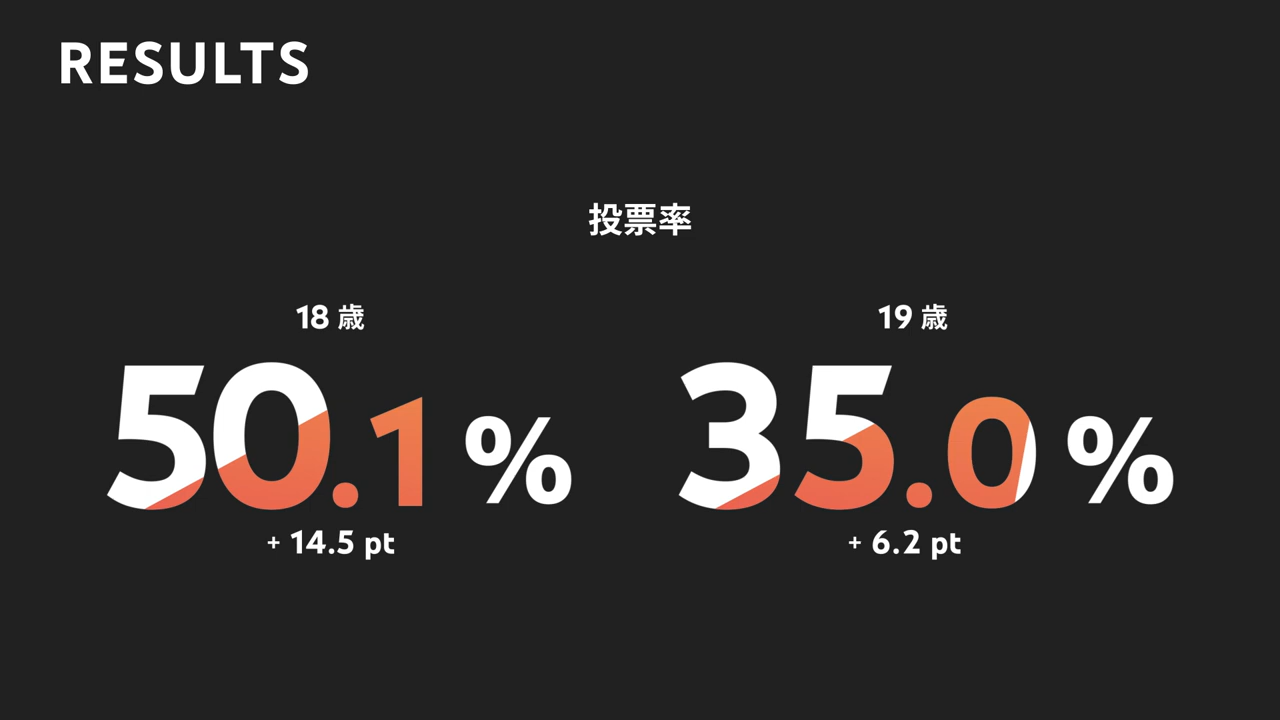 RESULTS
投票率
18 歳
50.1 %
+ 14.5 pt
19 歳
35.0 %
+ 6.2 pt